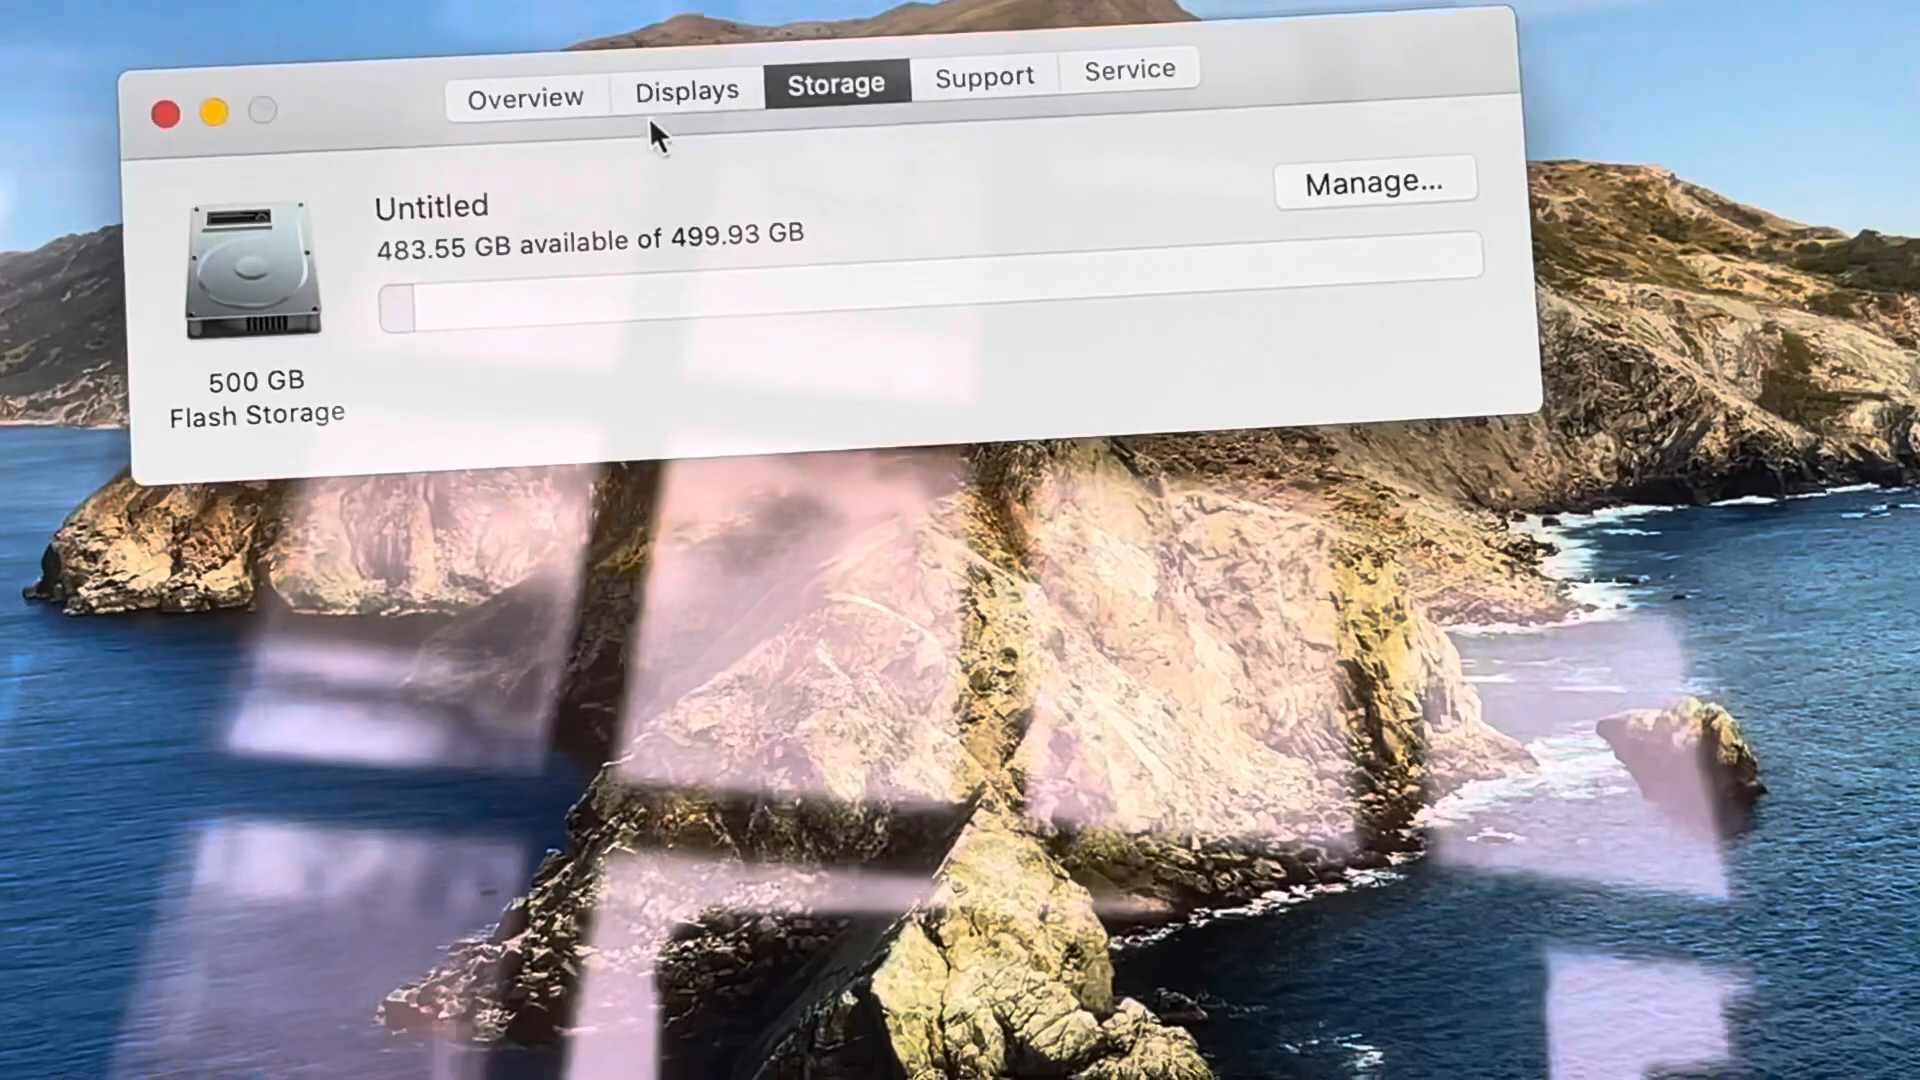 Overview Displays Storage Support Service
Untitled
Manage...
483.55 GB available of 499.93 GB
500 GB
Flash Storage